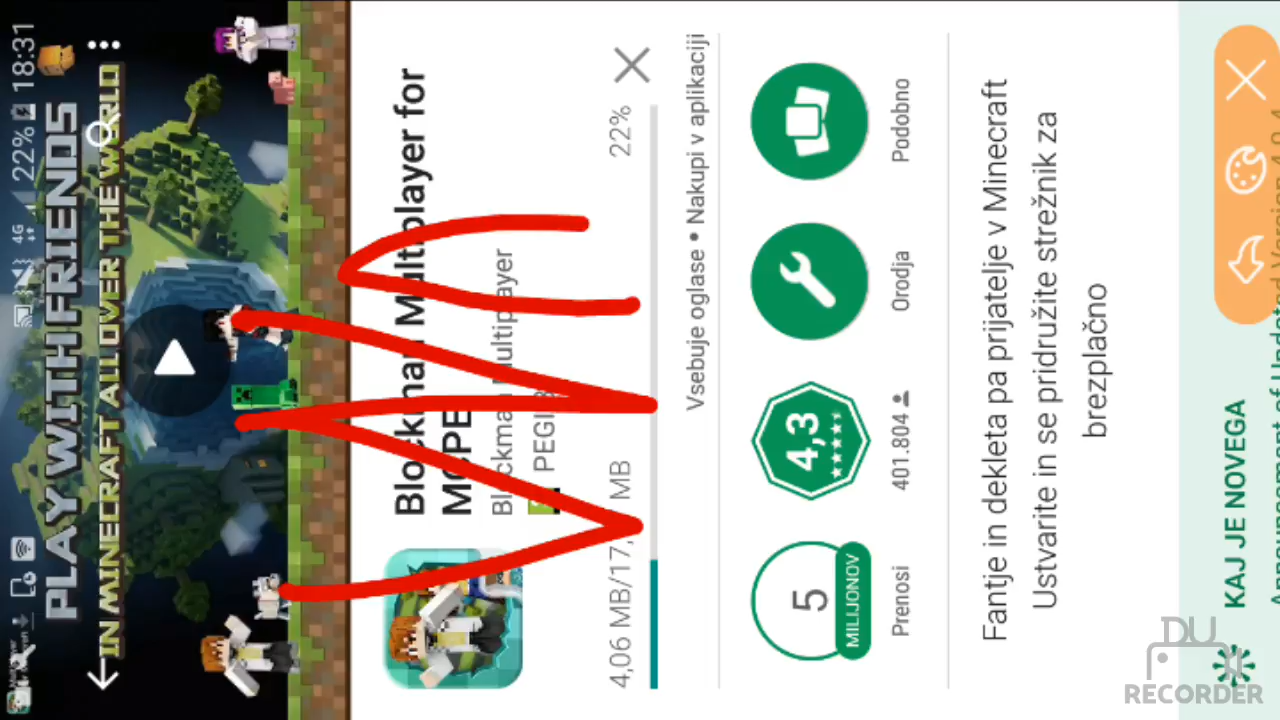 22% 18:31
4G
PLAY WITH FRIENDS
IN MINECRAFT ALL OVER THE WORLD
Blockman Multiplayer for
MCPE
Blockman Multiplayer
PEGI
4,06 MB/17, MB 22%
Vsebuje oglase • Nakupi v aplikaciji
5
MILIJONOV
Prenosi
4,3
401.804
Orodja
Podobno
Fantje in dekleta pa prijatelje v Minecraft
Ustvarite in se pridružite strežnik za
brezplačno
KAJ JE NOVEGA
DU
RECORDER